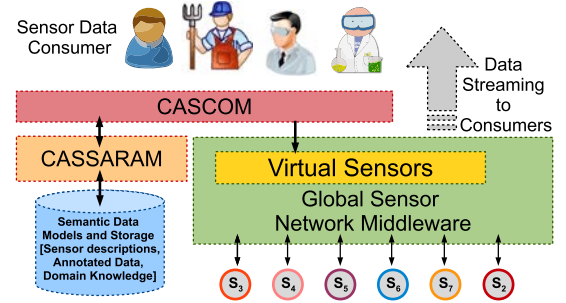 Sensor Data
Consumer
Data
Streaming
to
Consumers
CASCOM
CASSARAM
Virtual Sensors
Global Sensor
Network Middleware
Semantic Data
Models and Storage
[Sensor descriptions,
Annotated Data,
Domain Knowledge]
S3
S4
S5
S6
S7
S2